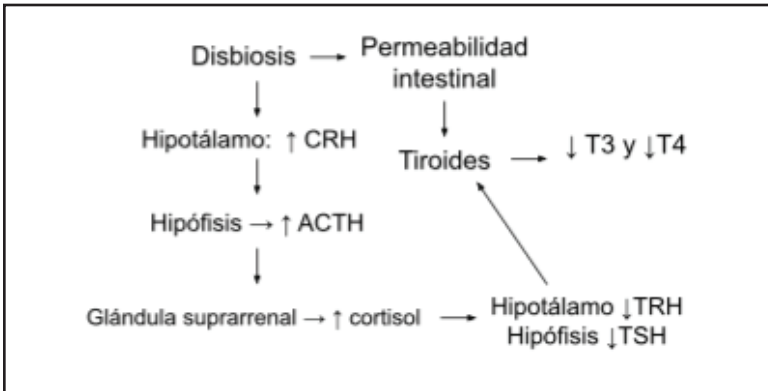 Disbiosis → Permeabilidad
intestinal
Hipotálamo: ↑ CRH
Tiroides → ↓ T3 y ↓T4
Hipófisis → ↑ ACTH
Glándula suprarrenal → ↑ cortisol → Hipotálamo ↓TRH
Hipófisis ↓TSH